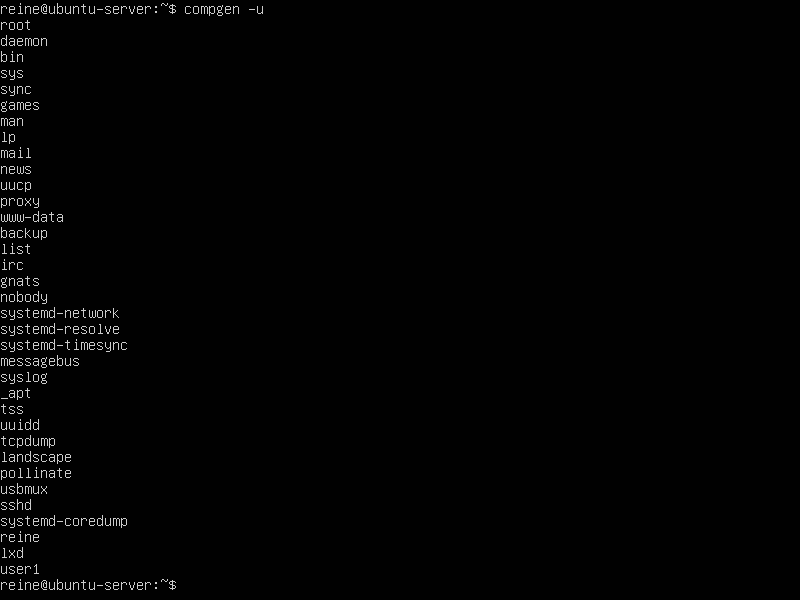 reine@ubuntu-server:~$ compgen -u
root
daemon
bin
sys
sync
games
man
lp
mail
news
uucp
proxy
www-data
backup
list
irc
gnats
nobody
systemd-network
systemd-resolve
systemd-timesync
messagebus
syslog
_apt
tss
uuidd
tcpdump
landscape
pollinate
usbmux
sshd
systemd-coredump
reine
lxd
user1
reine@ubuntu-server:~$